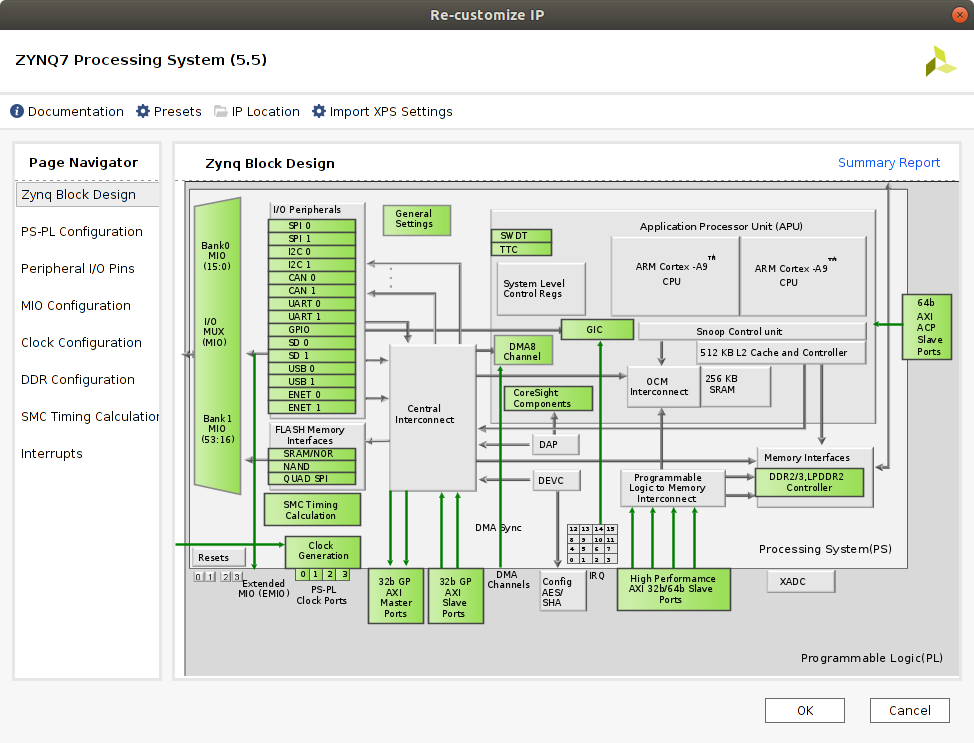 Re-customize IP
ZYNQ7 Processing System (5.5)
Documentation
Presets
IP Location
Import XPS Settings
Page Navigator
Zynq Block Design
PS-PL Configuration
Peripheral I/O Pins
MIO Configuration
Clock Configuration
DDR Configuration
SMC Timing Calculation
Interrupts
Zynq Block Design
Summary Report
Bank0
MIO
(15:0)
I/O
MUX
(MIO)
Bank1
MIO
(53:16)
I/O Peripherals
SPI 0
SPI 1
I2C 0
I2C 1
CAN 0
CAN 1
UART 0
UART 1
GPIO
SD 0
SD 1
USB 0
USB 1
ENET 0
ENET 1
FLASH Memory
Interfaces
SRAM/NOR
NAND
QUAD SPI
SMC Timing
Calculation
General
Settings
Application Processor Unit (APU)
SWDT
TTC
System Level
Control Regs
ARM Cortex -A9
TM
CPU
ARM Cortex -A9
TM
CPU
GIC
Snoop Control unit
512 KB L2 Cache and Controller
DMA8
Channel
CoreSight
Components
OCM
Interconnect
256 KB
SRAM
64b
AXI
ACP
Slave
Ports
Central
Interconnect
DAP
DEVC
Programmable
Logic to Memory
Interconnect
Memory Interfaces
DDR2/3,LPDDR2
Controller
DMA Sync
12 13 14 15
8 9 10 11
4 5 6 7
0 1 2 3
Processing System(PS)
Resets
0 1 2 3
Clock
Generation
0 1 2 3
Extended
MIO (EMIO)
PS-PL
Clock Ports
32b GP
AXI
Master
Ports
32b GP
AXI
Slave
Ports
DMA
Channels
Config
AES/
SHA
IRQ
High Performamce
AXI 32b/64b Slave
Ports
XADC
Programmable Logic(PL)
OK
Cancel